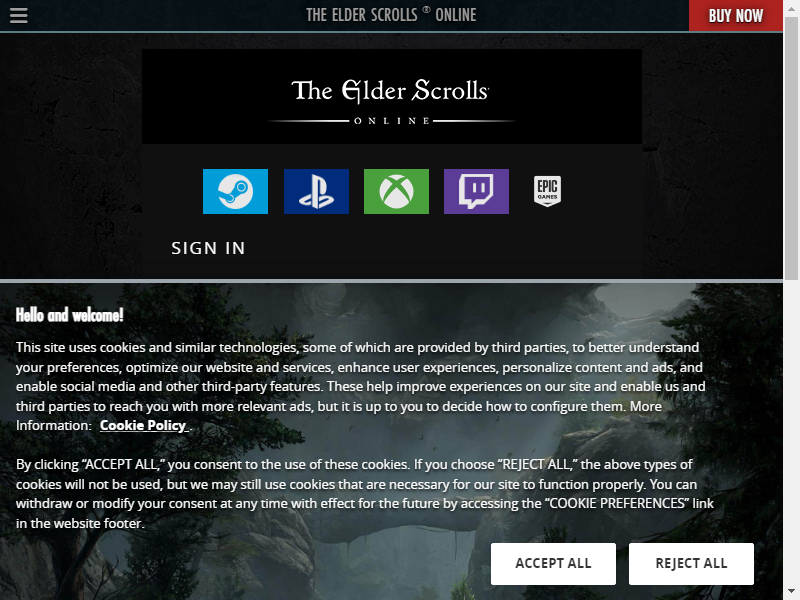 THE ELDER SCROLLS ® ONLINE
BUY NOW
The Elder Scrolls
ONLINE
EPIC
GAMES
SIGN IN
Hello and welcome!
This site uses cookies and similar technologies, some of which are provided by third parties, to better understand
your preferences, optimize our website and services, enhance user experiences, personalize content and ads, and
enable social media and other third-party features. These help improve experiences on our site and enable us and
third parties to reach you with more relevant ads, but it is up to you to decide how to configure them. More
Information: Cookie Policy .
By clicking “ACCEPT ALL,” you consent to the use of these cookies. If you choose “REJECT ALL,” the above types of
cookies will not be used, but we may still use cookies that are necessary for our site to function properly. You can
withdraw or modify your consent at any time with effect for the future by accessing the “COOKIE PREFERENCES” link
in the website footer.
ACCEPT ALL REJECT ALL